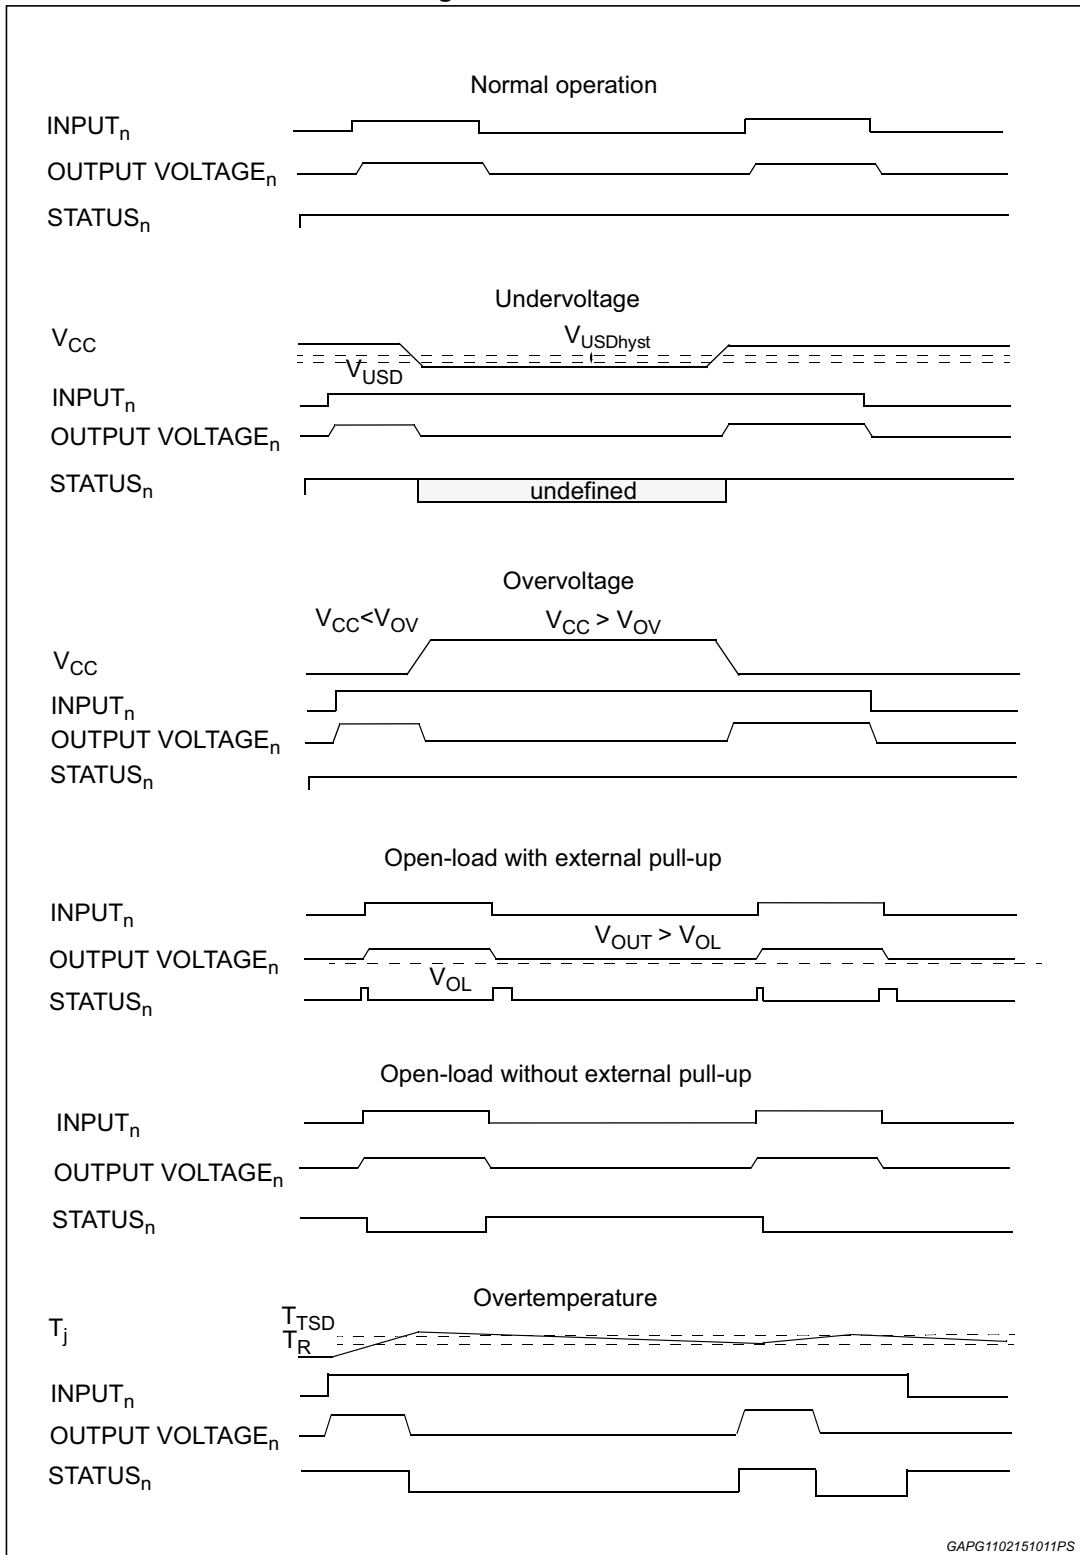 Normal operation
INPUTn
OUTPUT VOLTAGEn
STATUSn
Undervoltage
VCC
VUSDhyst
VUSD
INPUTn
OUTPUT VOLTAGEn
STATUSn
undefined
Overvoltage
VCC<VOV
VCC > VOV
VCC
INPUTn
OUTPUT VOLTAGEn
STATUSn
Open-load with external pull-up
INPUTn
VOUT > VOL
OUTPUT VOLTAGEn
VOL
STATUSn
Open-load without external pull-up
INPUTn
OUTPUT VOLTAGEn
STATUSn
Overtemperature
TTSD
Tj
TR
INPUTn
OUTPUT VOLTAGEn
STATUSn
GAPG1102151011PS